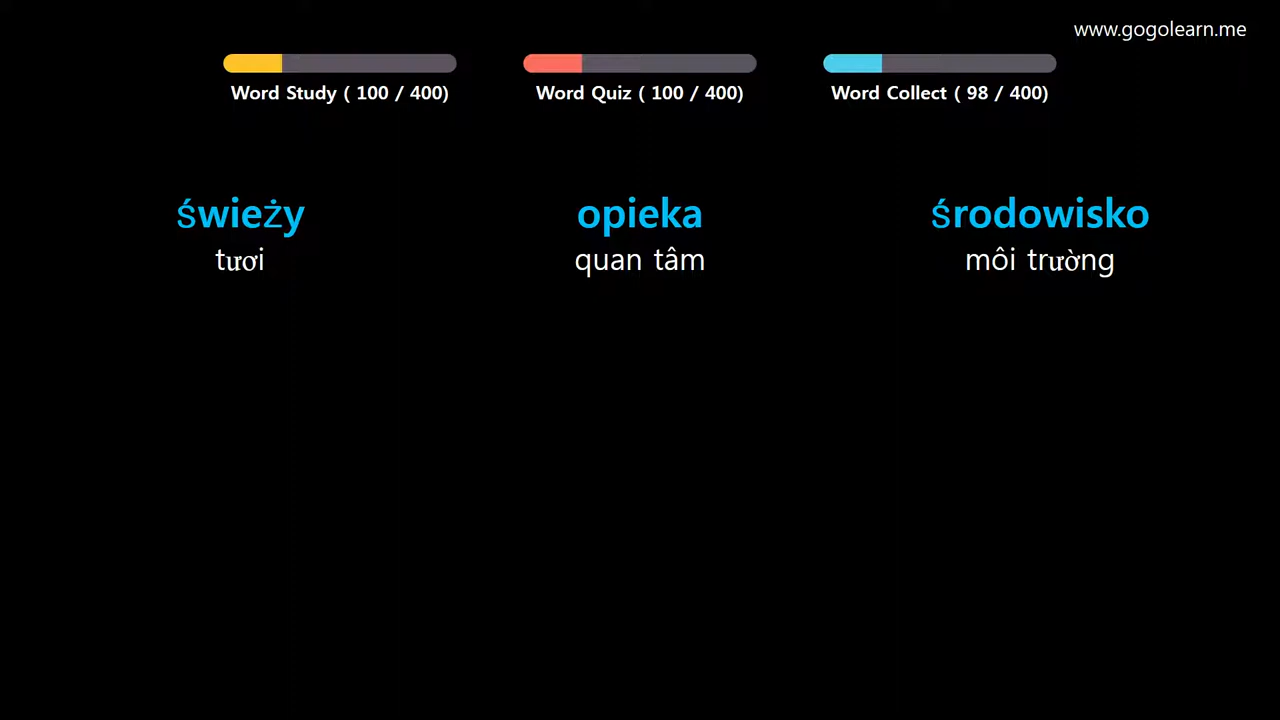 www.gogolearn.me
Word Study ( 100 / 400)
Word Quiz ( 100 / 400)
Word Collect ( 98 / 400)
świeży
opieka
środowisko
tươi
quan tâm
môi trường